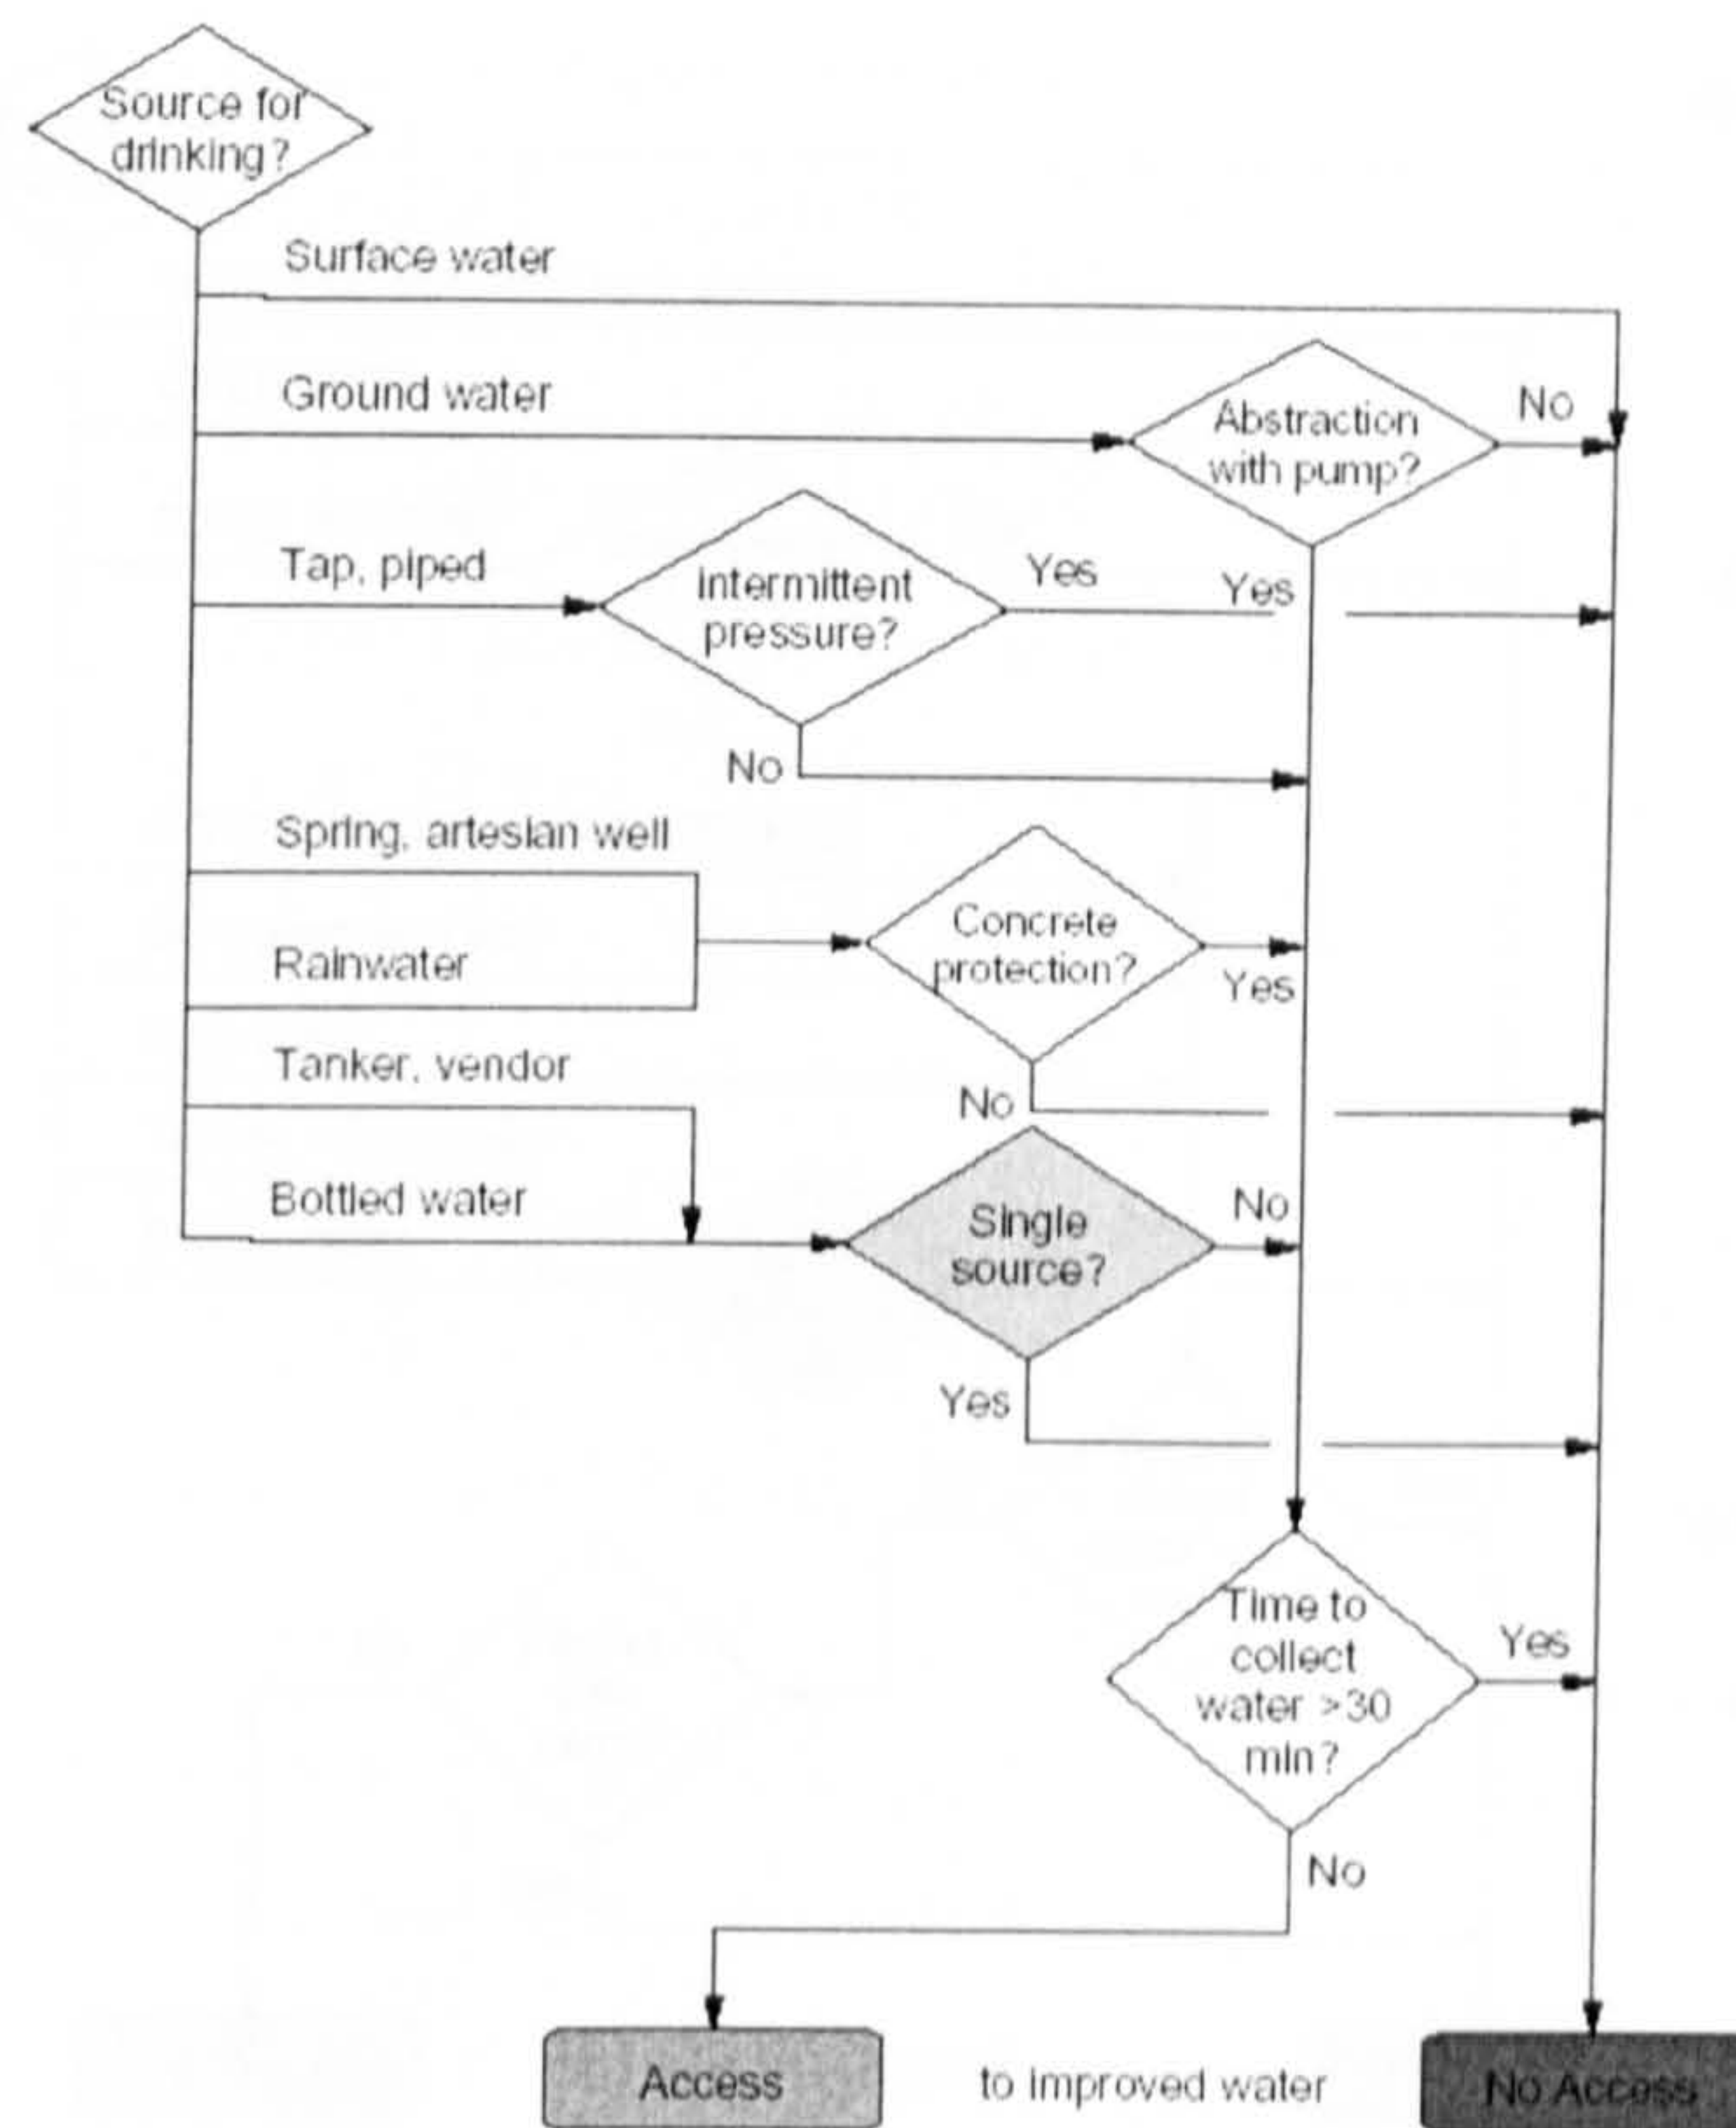 Source for
drinking?
Surface water
Ground water
Abstraction
with pump?
No
Tap, piped
Intermittent
pressure?
Yes
Yes
No
Spring, artesian well
Concrete
protection?
Yes
Rainwater
Tanker, vendor
No
Bottled water
Single
source?
No
Yes
Time to
collect
water >30
min?
Yes
No
Access
to improved water
No Access